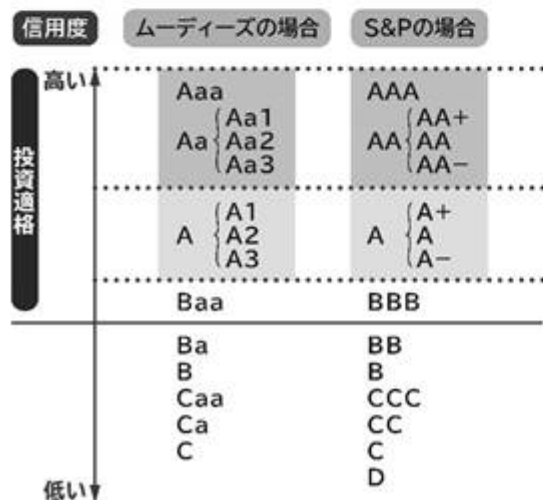 信用度 ムーディーズの場合 S&Pの場合
高い
投資適格
Aaa AAA
Aa Aa1 Aa2 Aa3 AA AA+ AA AA−
A A1 A2 A3 A A+ A A−
Baa BBB
Ba BB
B B
Caa CCC
Ca CC
C C
D
低い